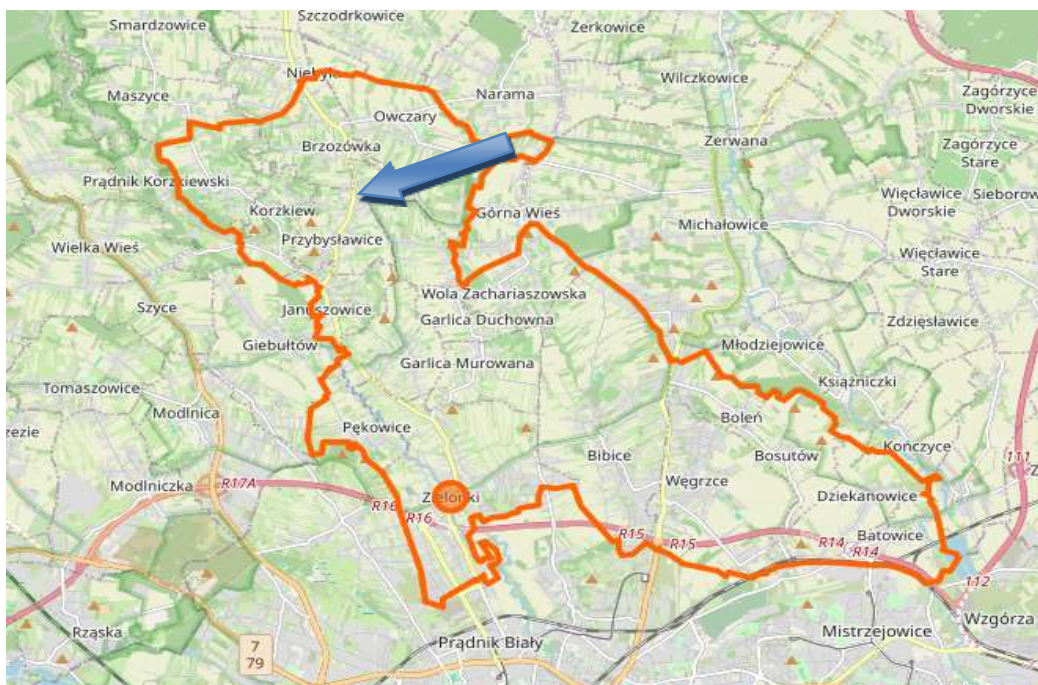 Szczodrkowice
Smardzowice
Zerkowice
Niebyła
Wilczkowice
Maszyce
Narama
Zagórzyce
Dworskie
Owczary
Brzozówka
Zerwana
Zagórzyce
Stare
Prądnik Korzkiewski
Więcławice
Dworskie
Sieborow
Korzkiew
Górna Wieś
Michałowice
Wielka Wieś
Przybysławice
Więcławice
Stare
Szyce
Januszowice
Wola Zachariaszowska
Garlica Duchowna
Zdzięsławice
Giebułtów
Młodziejowice
Garlica Murowana
Tomaszowice
Książniczki
Modlnica
Boleń
zezie
Pękowice
Kończyce
Bibice
Bosutów
111
Modlniczka
R17A
Węgrzce
Zielonki
Dziekanowice
R16
R16
R15
R15
Batowice
R14
R14
112
Wzgórza
Rząska
Mistrzejowice
Prądnik Biały
7
79